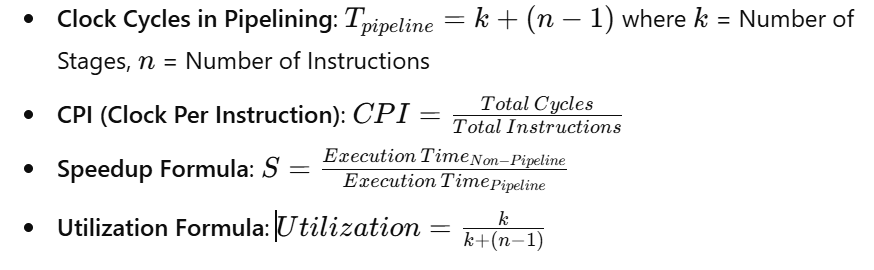 • Clock Cycles in Pipelining: T_{pipeline} = k + (n − 1) where k = Number of
Stages, n = Number of Instructions
• CPI (Clock Per Instruction): CPI = \frac{Total Cycles}{Total Instructions}
• Speedup Formula: S = \frac{Execution Time_{Non−Pipeline}}{Execution Time_{Pipeline}}
• Utilization Formula: Utilization = \frac{k}{k+(n−1)}